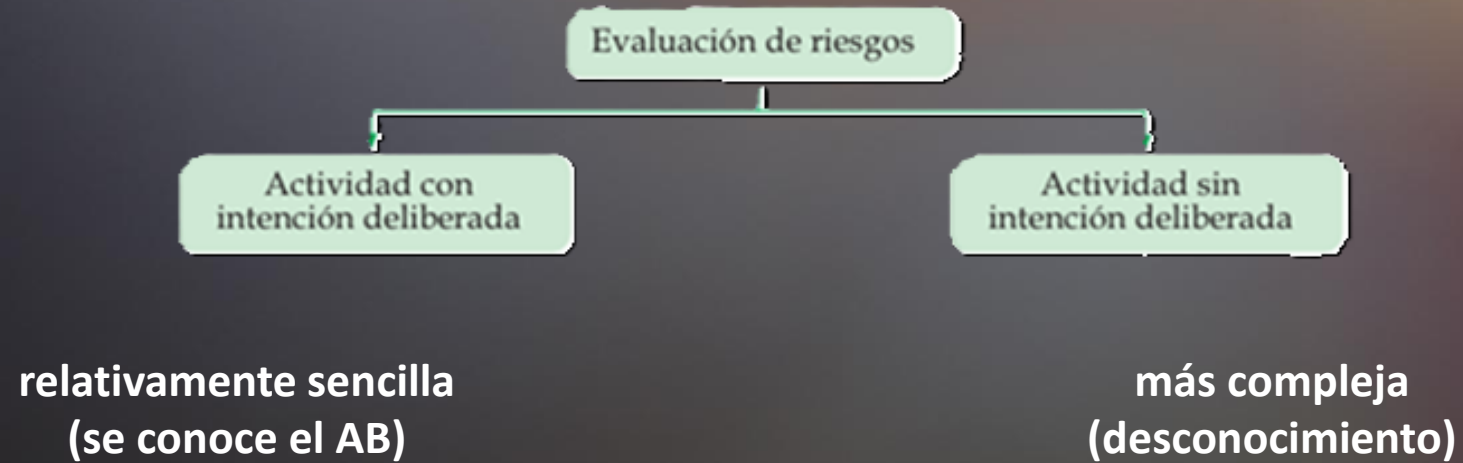 Evaluación de riesgos
Actividad con
intención deliberada
Actividad sin
intención deliberada
relativamente sencilla
(se conoce el AB)
más compleja
(desconocimiento)